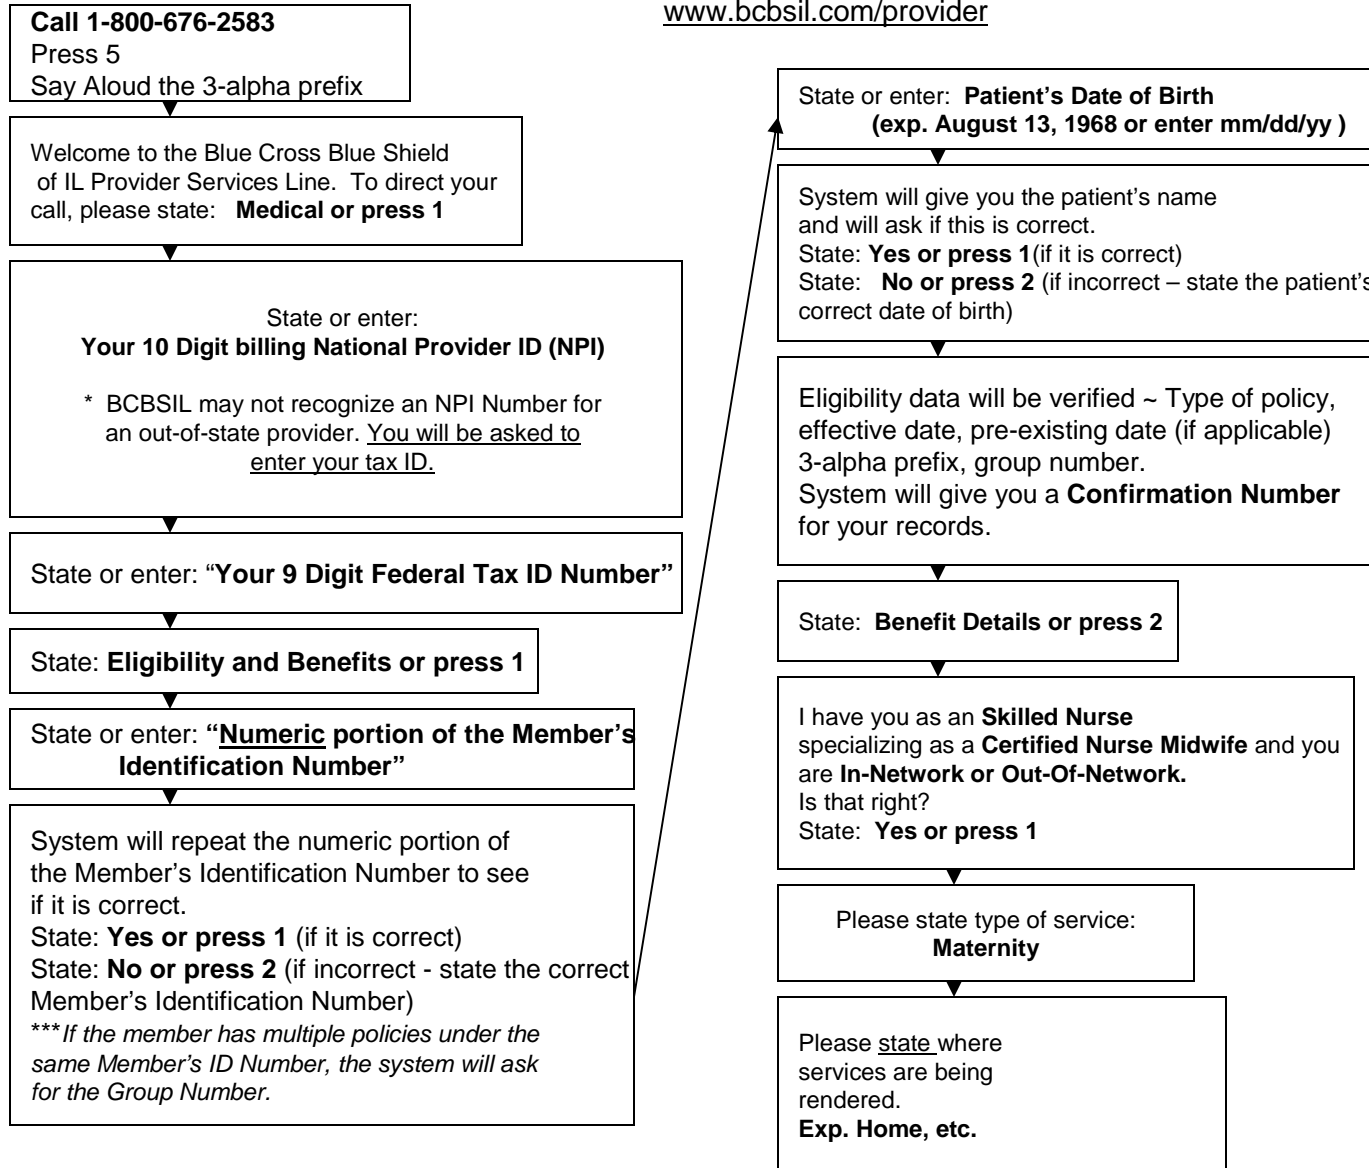 www.bcbsil.com/provider
Call 1-800-676-2583
Press 5
Say Aloud the 3-alpha prefix
Welcome to the Blue Cross Blue Shield
of IL Provider Services Line. To direct your
call, please state: Medical or press 1
State or enter:
Your 10 Digit billing National Provider ID (NPI)
* BCBSIL may not recognize an NPI Number for
an out-of-state provider. You will be asked to
enter your tax ID.
State or enter: “Your 9 Digit Federal Tax ID Number”
State: Eligibility and Benefits or press 1
State or enter: “Numeric portion of the Member’s
Identification Number”
System will repeat the numeric portion of
the Member’s Identification Number to see
if it is correct.
State: Yes or press 1 (if it is correct)
State: No or press 2 (if incorrect - state the correct
Member’s Identification Number)
***If the member has multiple policies under the
same Member’s ID Number, the system will ask
for the Group Number.
State or enter: Patient’s Date of Birth
(exp. August 13, 1968 or enter mm/dd/yy )
System will give you the patient’s name
and will ask if this is correct.
State: Yes or press 1(if it is correct)
State: No or press 2 (if incorrect – state the patient’s
correct date of birth)
Eligibility data will be verified ~ Type of policy,
effective date, pre-existing date (if applicable)
3-alpha prefix, group number.
System will give you a Confirmation Number
for your records.
State: Benefit Details or press 2
I have you as an Skilled Nurse
specializing as a Certified Nurse Midwife and you
are In-Network or Out-Of-Network.
Is that right?
State: Yes or press 1
Please state type of service:
Maternity
Please state where
services are being
rendered.
Exp. Home, etc.